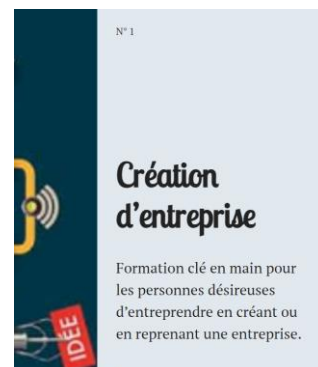 N° 1
Création
d'entreprise
Formation clé en main pour
les personnes désireuses
d'entreprendre en créant ou
en reprenant une entreprise.
IDÉE